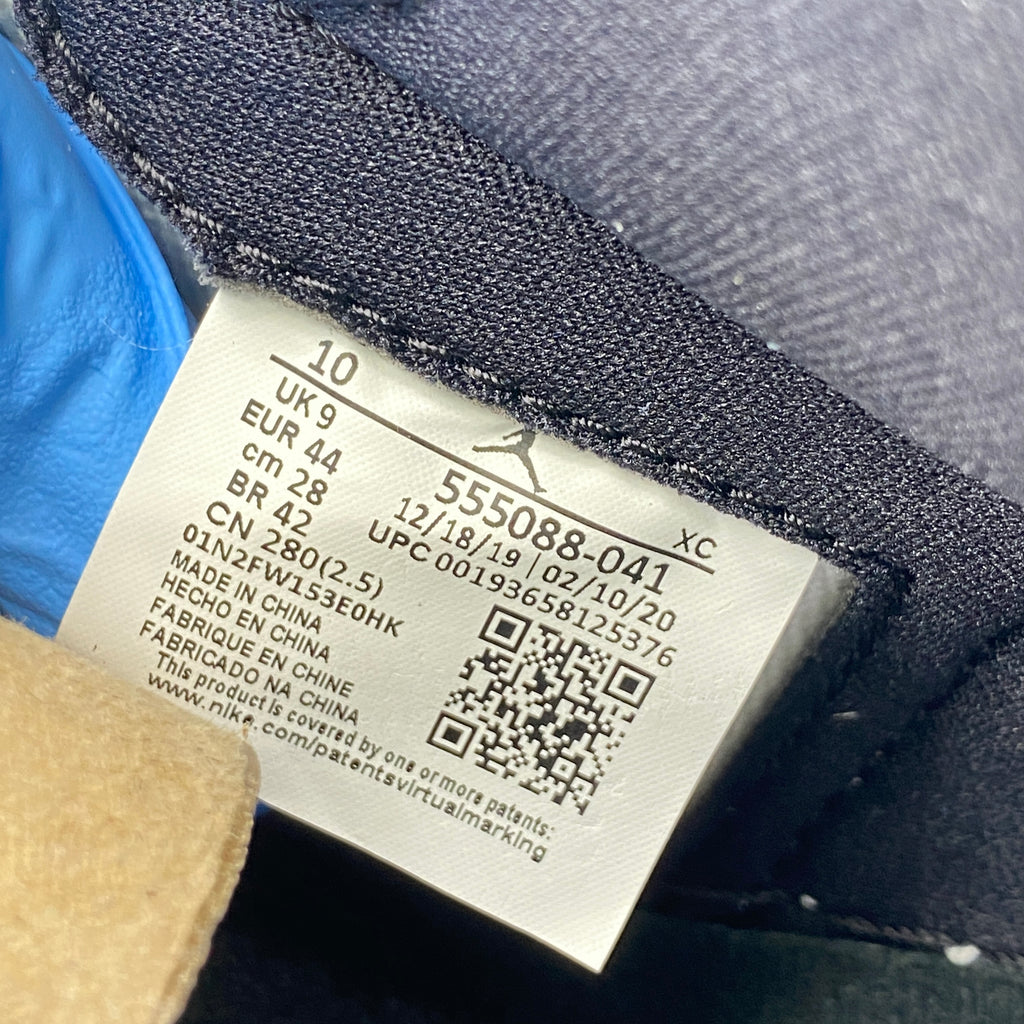 10
UK 9
EUR 44
cm 28
BR 42
CN 280(2.5)
01N2FW153E0HK
MADE IN CHINA
HECHO EN CHINA
FABRIQUE EN CHINE
FABRICADO NA CHINA
This product is covered by one or more patents:
www.nike.com/patentsvirtualmarking
XC
555088-041
12/18/19 | 02/10/20
UPC 00193658125376